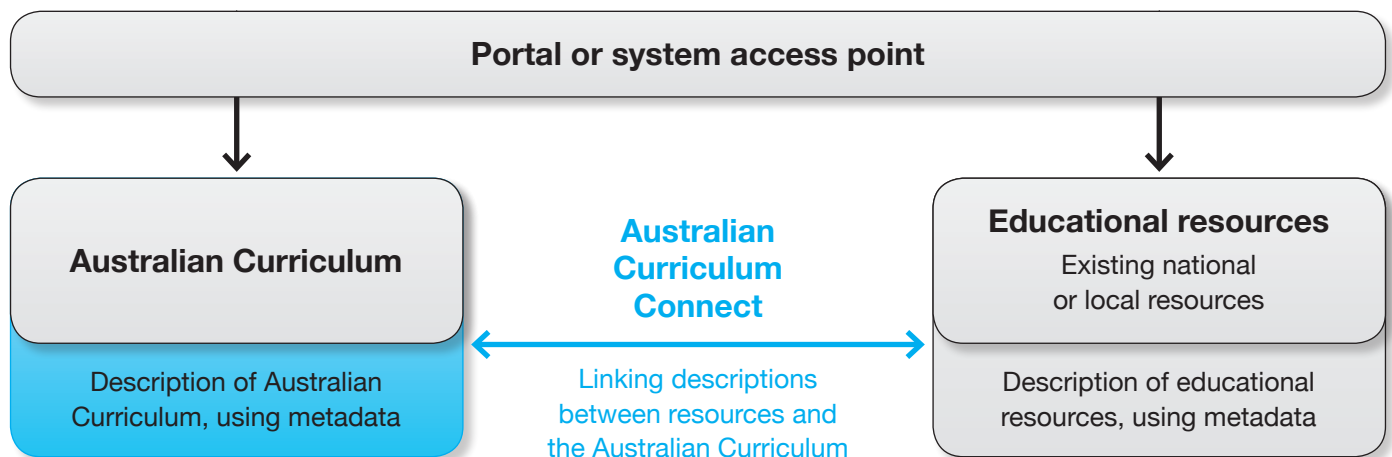 Portal or system access point
Australian Curriculum
Description of Australian
Curriculum, using metadata
Australian
Curriculum
Connect
Linking descriptions
between resources and
the Australian Curriculum
Educational resources
Existing national
or local resources
Description of educational
resources, using metadata